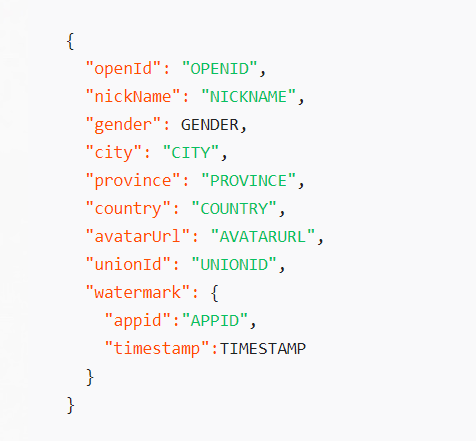 {
  "openId": "OPENID",
  "nickName": "NICKNAME",
  "gender": GENDER,
  "city": "CITY",
  "province": "PROVINCE",
  "country": "COUNTRY",
  "avatarUrl": "AVATARURL",
  "unionId": "UNIONID",
  "watermark": {
    "appid":"APPID",
    "timestamp":TIMESTAMP
  }
}